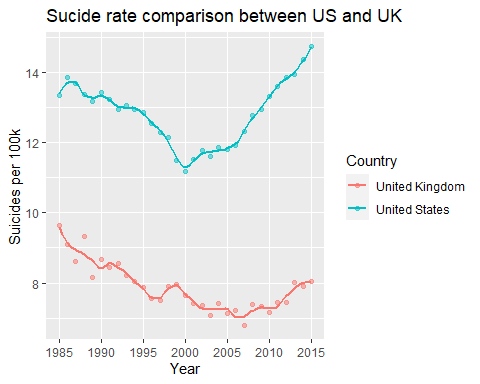 Sucide rate comparison between US and UK
Suicides per 100k
14
12
10
8
1985 1990 1995 2000 2005 2010 2015
Year
Country
United Kingdom
United States